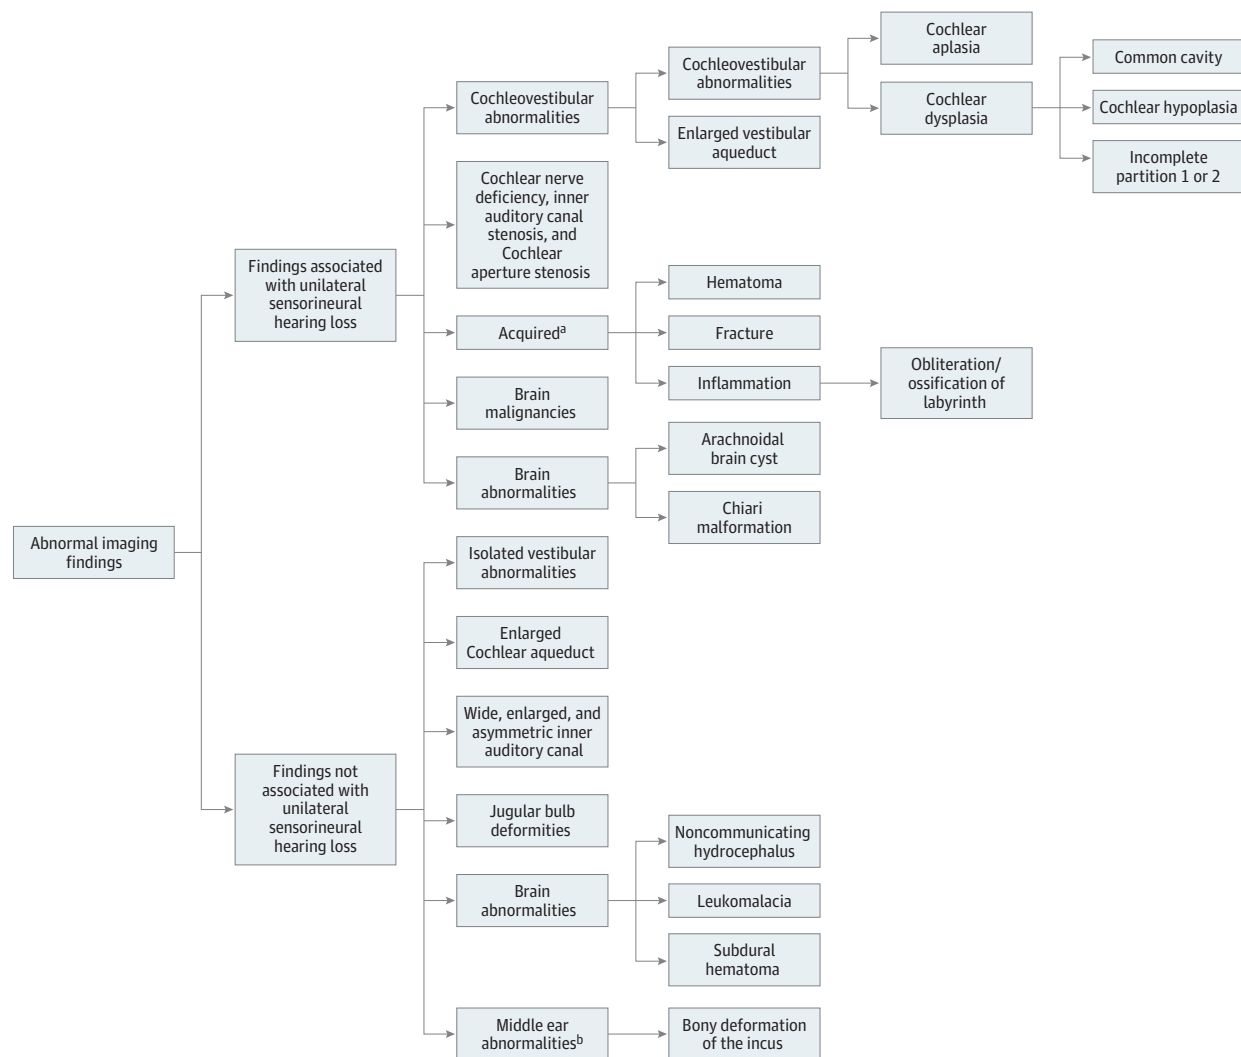 Abnormal imaging
findings
Findings associated
with unilateral
sensorineural
hearing loss
Cochleovestibular
abnormalities
Cochleovestibular
abnormalities
Cochlear
aplasia
Cochlear
dysplasia
Common cavity
Cochlear hypoplasia
Incomplete
partition 1 or 2
Enlarged vestibular
aqueduct
Cochlear nerve
deficiency, inner
auditory canal
stenosis, and
Cochlear
aperture stenosis
Acquiredᵃ
Hematoma
Fracture
Inflammation
Obliteration/
ossification of
labyrinth
Brain
malignancies
Brain
abnormalities
Arachnoidal
brain cyst
Chiari
malformation
Findings not
associated with
unilateral
sensorineural
hearing loss
Isolated vestibular
abnormalities
Enlarged
Cochlear aqueduct
Wide, enlarged, and
asymmetric inner
auditory canal
Jugular bulb
deformities
Brain
abnormalities
Noncommunicating
hydrocephalus
Leukomalacia
Subdural
hematoma
Middle ear
abnormalitiesᵇ
Bony deformation
of the incus